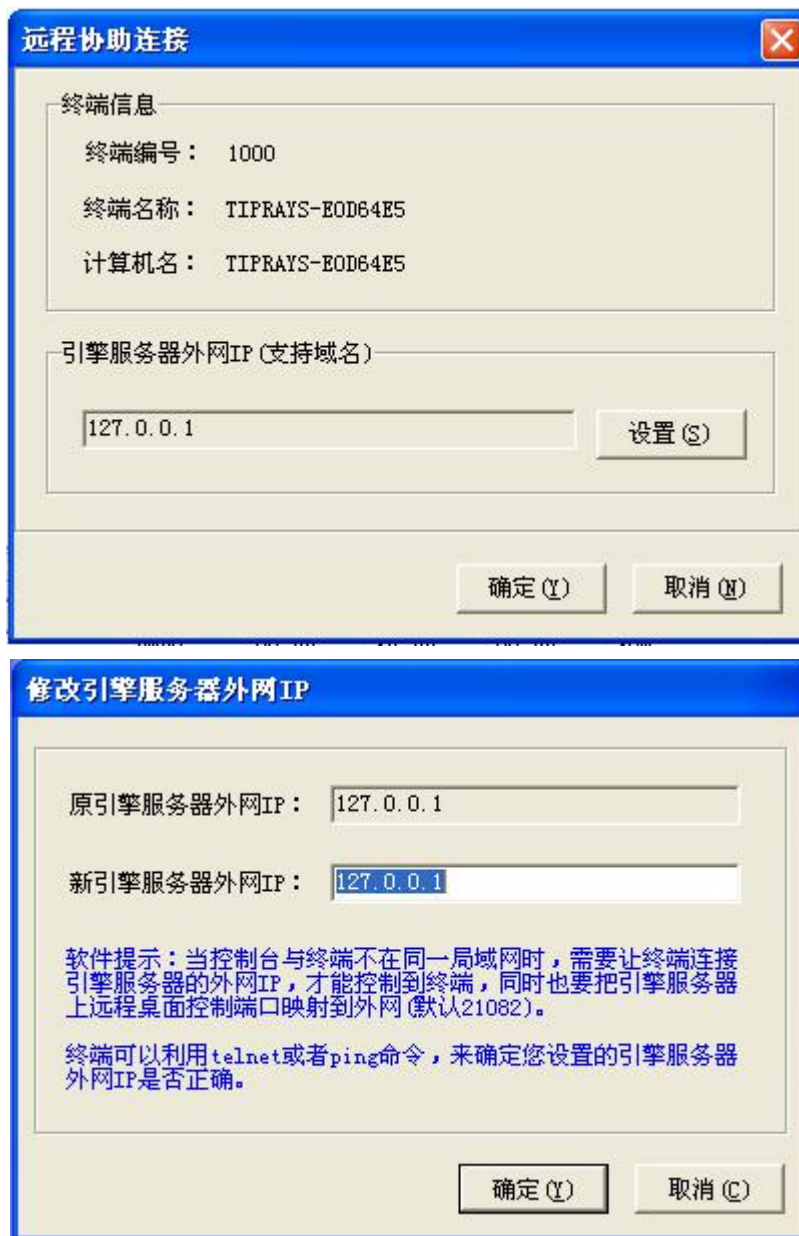 远程协助连接
终端信息
终端编号： 1000
终端名称： TIPRAYS-E0D64E5
计算机名： TIPRAYS-E0D64E5
引擎服务器外网IP(支持域名)
127.0.0.1
设置(S)
确定(Y) 取消(N)
修改引擎服务器外网IP
原引擎服务器外网IP： 127.0.0.1
新引擎服务器外网IP： 127.0.0.1
软件提示：当控制台与终端不在同一局域网时，需要让终端连接
引擎服务器的外网IP，才能控制到终端，同时也要把引擎服务器
上远程桌面控制端口映射到外网(默认21082)。
终端可以利用telnet或者ping命令，来确定您设置的引擎服务器
外网IP是否正确。
确定(Y) 取消(C)